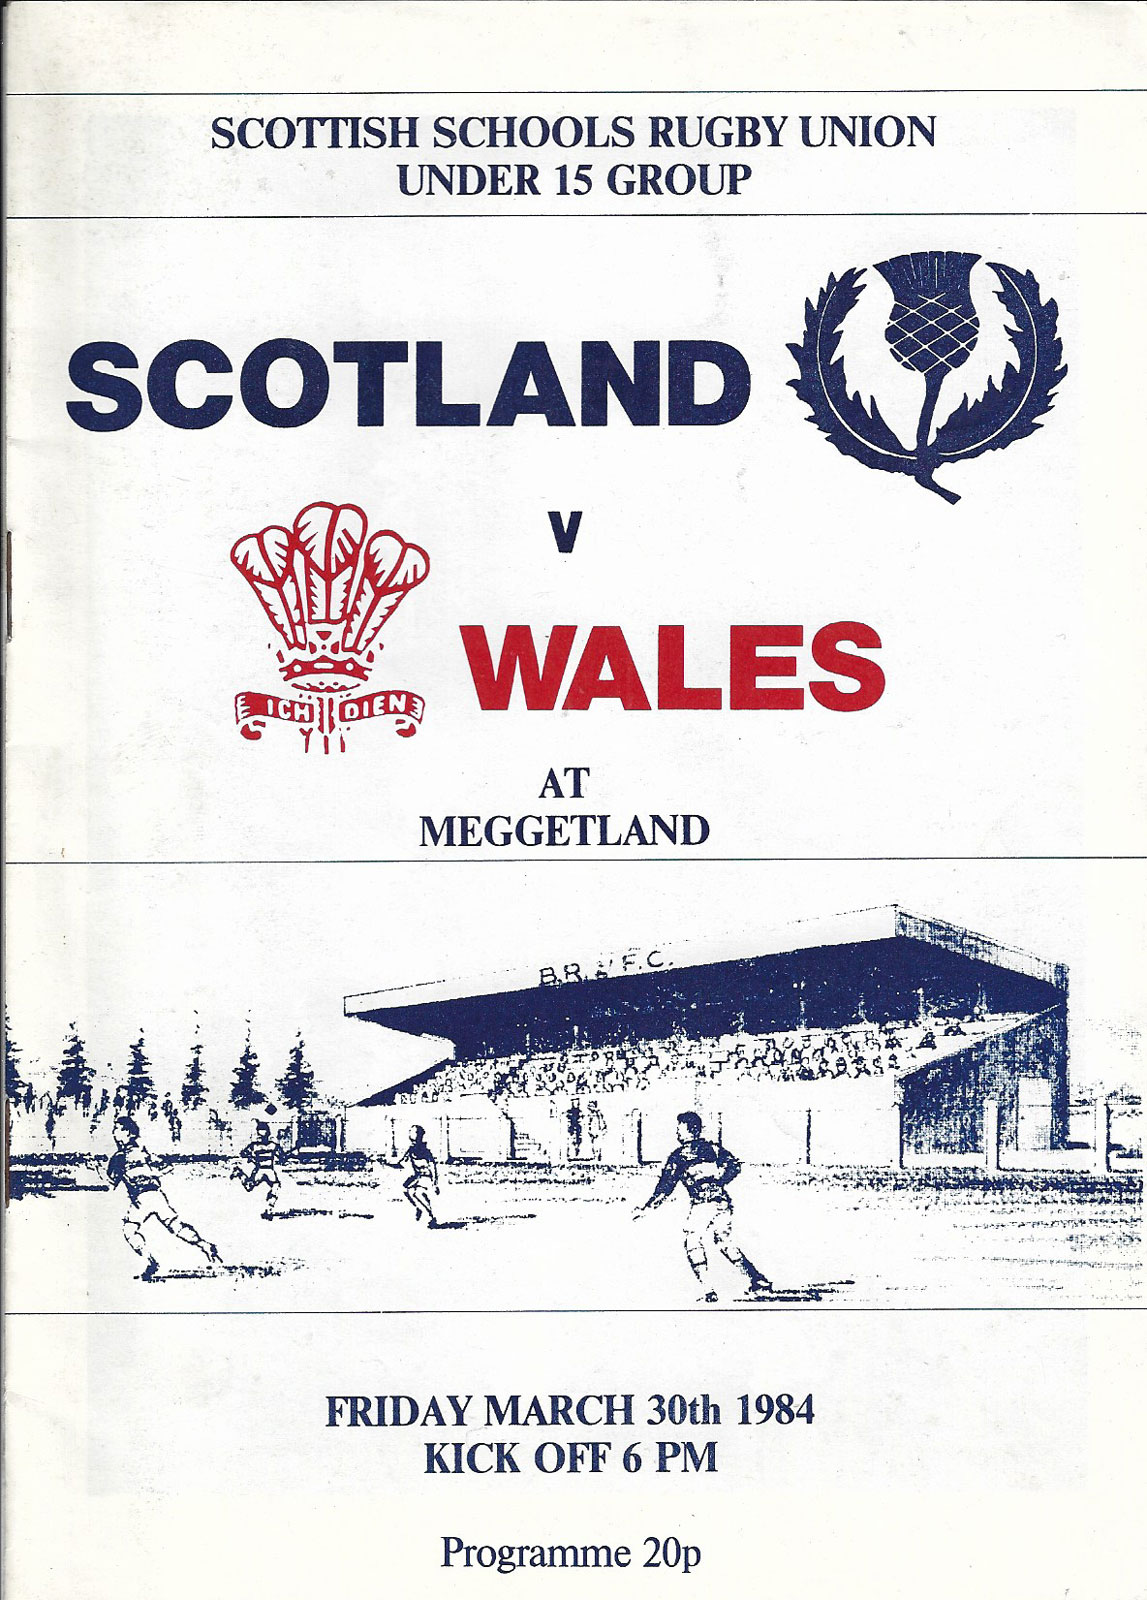 SCOTTISH SCHOOLS RUGBY UNION
UNDER 15 GROUP
SCOTLAND
V
ICH DIEN
WALES
AT
MEGGETLAND
B.R. F.C.
FRIDAY MARCH 30th 1984
KICK OFF 6 PM
Programme 20p